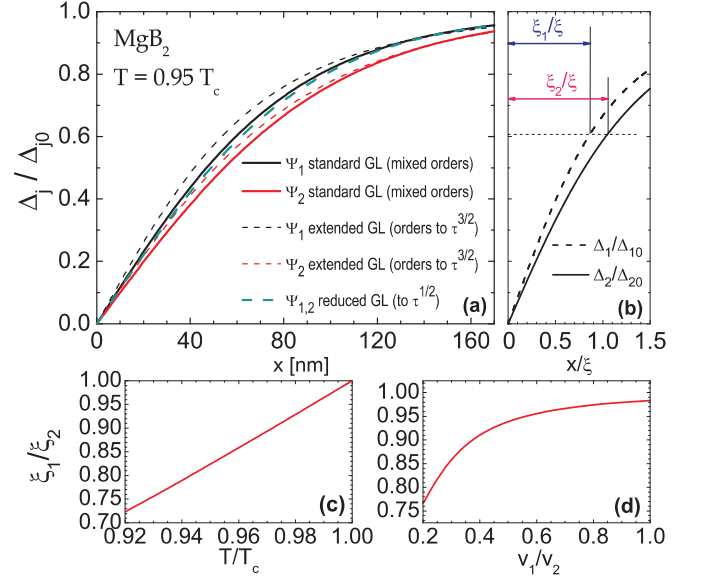 MgB2
T = 0.95 Tc
Δj / Δj0
1.0
0.8
0.6
0.4
0.2
0.0
Ψ1 standard GL (mixed orders)
Ψ2 standard GL (mixed orders)
Ψ1 extended GL (orders to τ^3/2)
Ψ2 extended GL (orders to τ^3/2)
Ψ1,2 reduced GL (to τ^1/2)
(a)
0 40 80 120 160
x [nm]
ξ1/ξ
ξ2/ξ
Δ1/Δ10
Δ2/Δ20
(b)
0 0.5 1.0 1.5
x/ξ
ξ1/ξ2
1.00
0.95
0.90
0.85
0.80
0.75
0.70
(c)
0.92 0.94 0.96 0.98 1.00
T/Tc
1.00
0.95
0.90
0.85
0.80
0.75
(d)
0.2 0.4 0.6 0.8 1.0
v1/v2